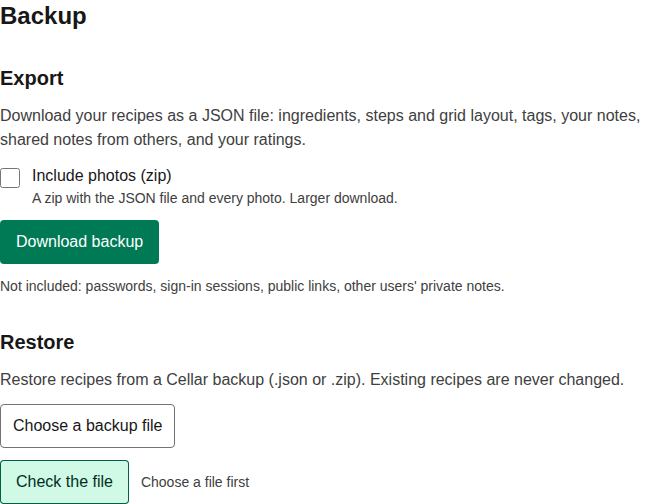 Backup
Export
Download your recipes as a JSON file: ingredients, steps and grid layout, tags, your notes,
shared notes from others, and your ratings.
Include photos (zip)
A zip with the JSON file and every photo. Larger download.
Download backup
Not included: passwords, sign-in sessions, public links, other users' private notes.
Restore
Restore recipes from a Cellar backup (.json or .zip). Existing recipes are never changed.
Choose a backup file
Check the file
Choose a file first